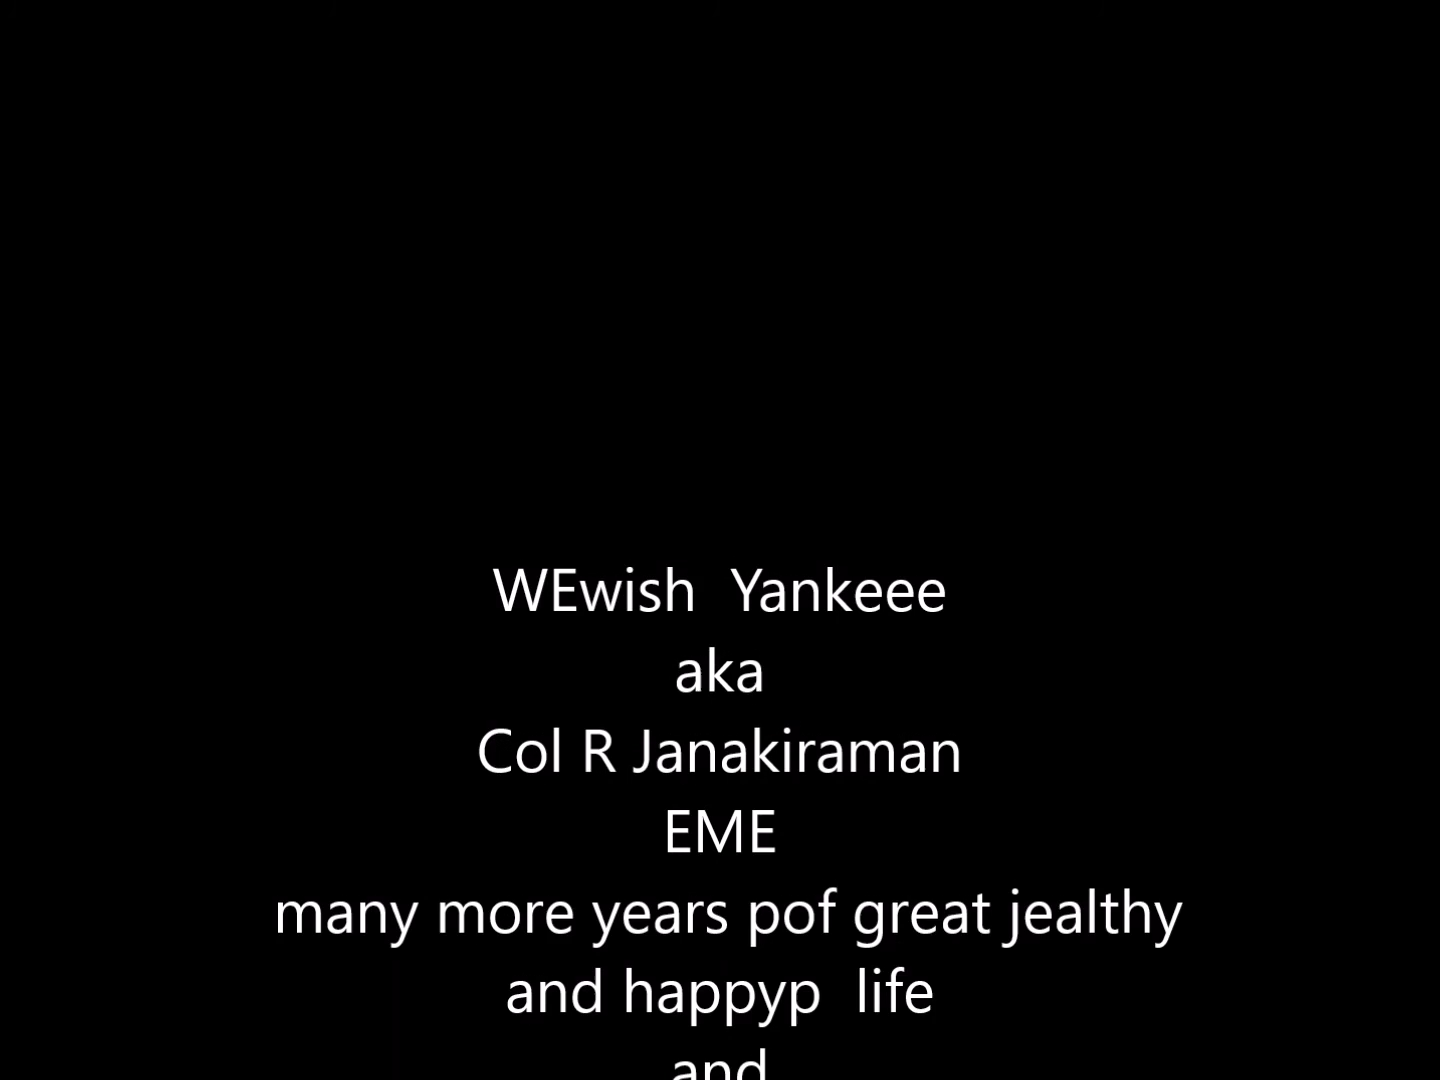 WEwish  Yankeee
aka
Col R Janakiraman
EME
many more years pof great jealthy
and happyp  life
and